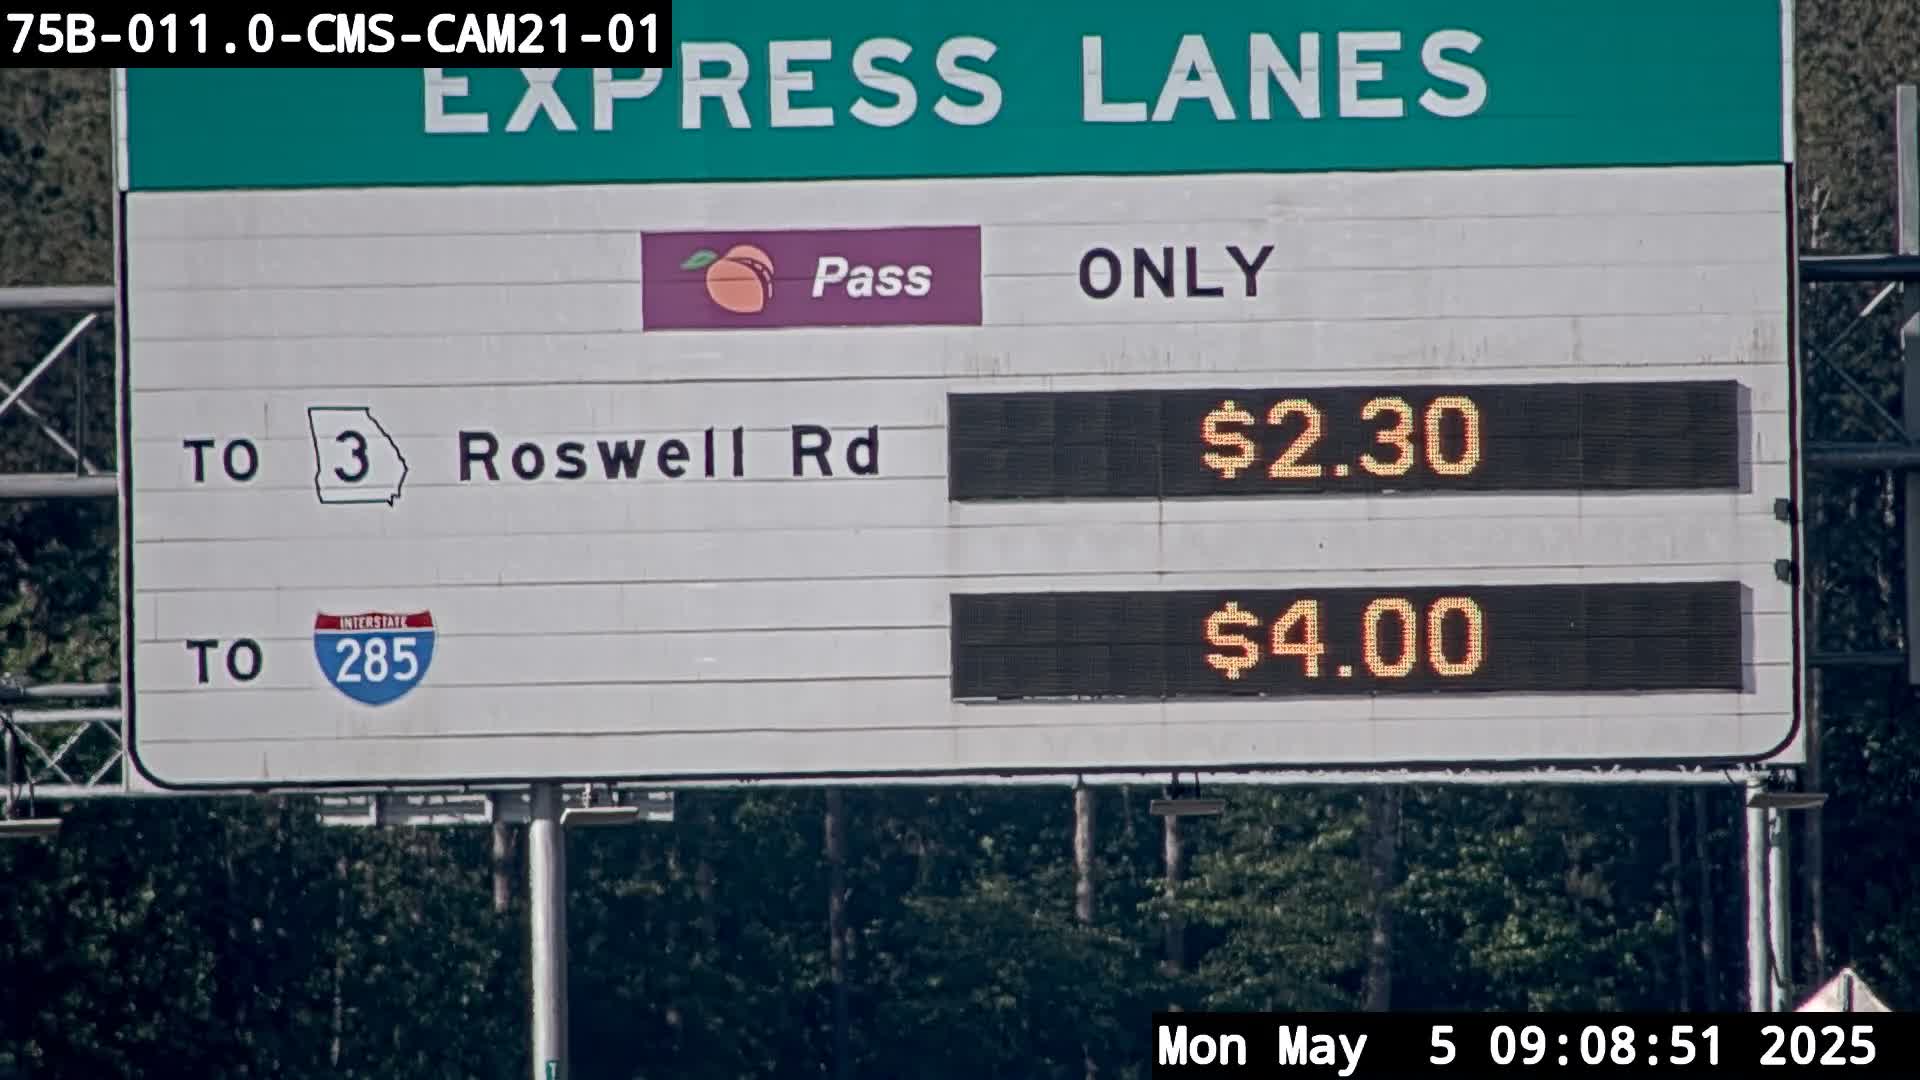 75B-011.0-CMS-CAM21-01
EXPRESS LANES
Pass ONLY
TO 3 Roswell Rd $2.30
TO INTERSTATE 285 $4.00
Mon May 5 09:08:51 2025